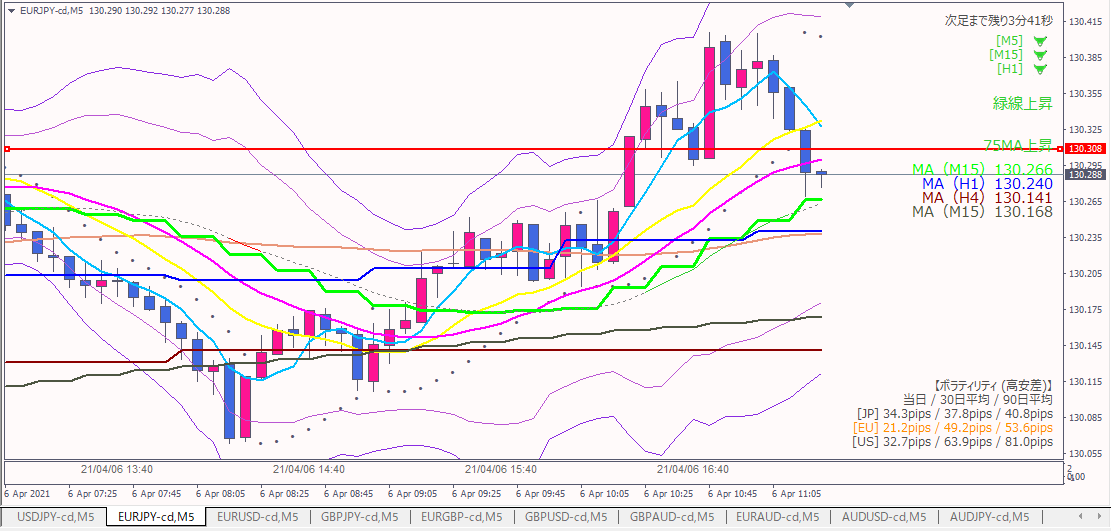 EURJPY-cd,M5 130.290 130.292 130.277 130.288
次足まで残り3分41秒
[M5]
[M15]
[H1]
緑線上昇
75MA上昇
MA（M15）130.266
MA（H1）130.240
MA（H4）130.141
MA（M15）130.168
【ボラティリティ(高安差)】
当日 / 30日平均 / 90日平均
[JP] 34.3pips / 37.8pips / 40.8pips
[EU] 21.2pips / 49.2pips / 53.6pips
[US] 32.7pips / 63.9pips / 81.0pips
130.415
130.385
130.355
130.325
130.308
130.295
130.288
130.265
130.235
130.205
130.175
130.145
130.115
130.085
130.055
21/04/06 13:40 21/04/06 14:40 21/04/06 15:40 21/04/06 16:40
6 Apr 2021 6 Apr 07:25 6 Apr 07:45 6 Apr 08:05 6 Apr 08:25 6 Apr 08:45 6 Apr 09:05 6 Apr 09:25 6 Apr 09:45 6 Apr 10:05 6 Apr 10:25 6 Apr 10:45 6 Apr 11:05
USDJPY-cd,M5 EURJPY-cd,M5 EURUSD-cd,M5 GBPJPY-cd,M5 EURGBP-cd,M5 GBPUSD-cd,M5 GBPAUD-cd,M5 EURAUD-cd,M5 AUDUSD-cd,M5 AUDJPY-cd,M5